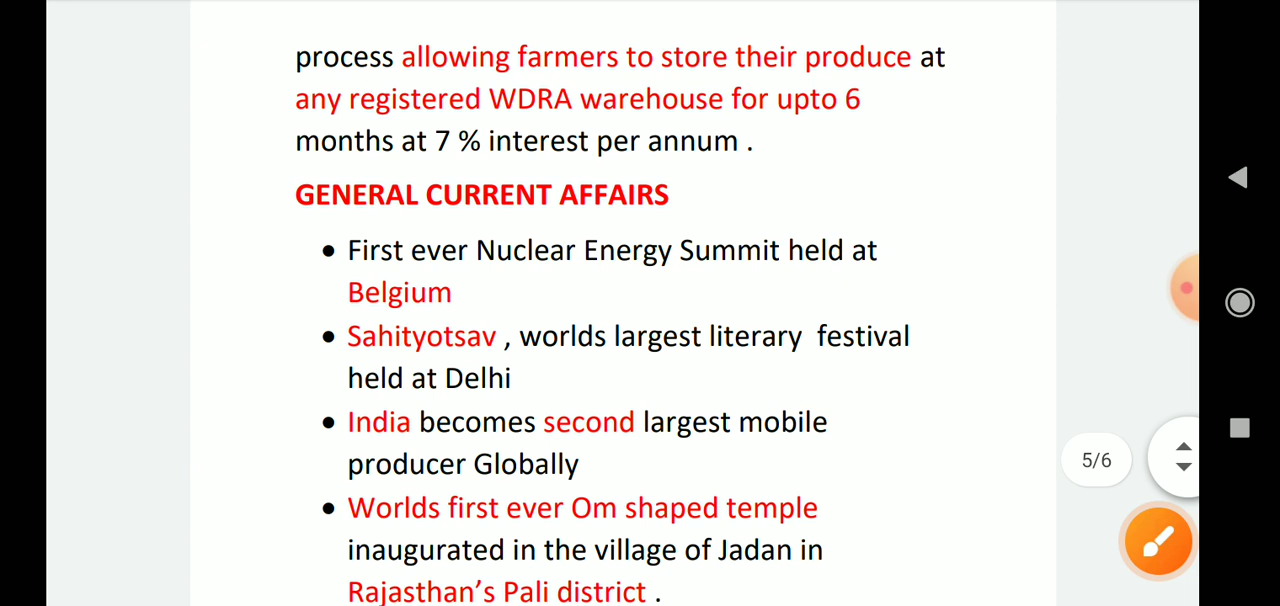 process allowing farmers to store their produce at
any registered WDRA warehouse for upto 6
months at 7 % interest per annum .
GENERAL CURRENT AFFAIRS
• First ever Nuclear Energy Summit held at
Belgium
• Sahityotsav , worlds largest literary festival
held at Delhi
• India becomes second largest mobile
producer Globally
• Worlds first ever Om shaped temple
inaugurated in the village of Jadan in
Rajasthan’s Pali district .
5/6